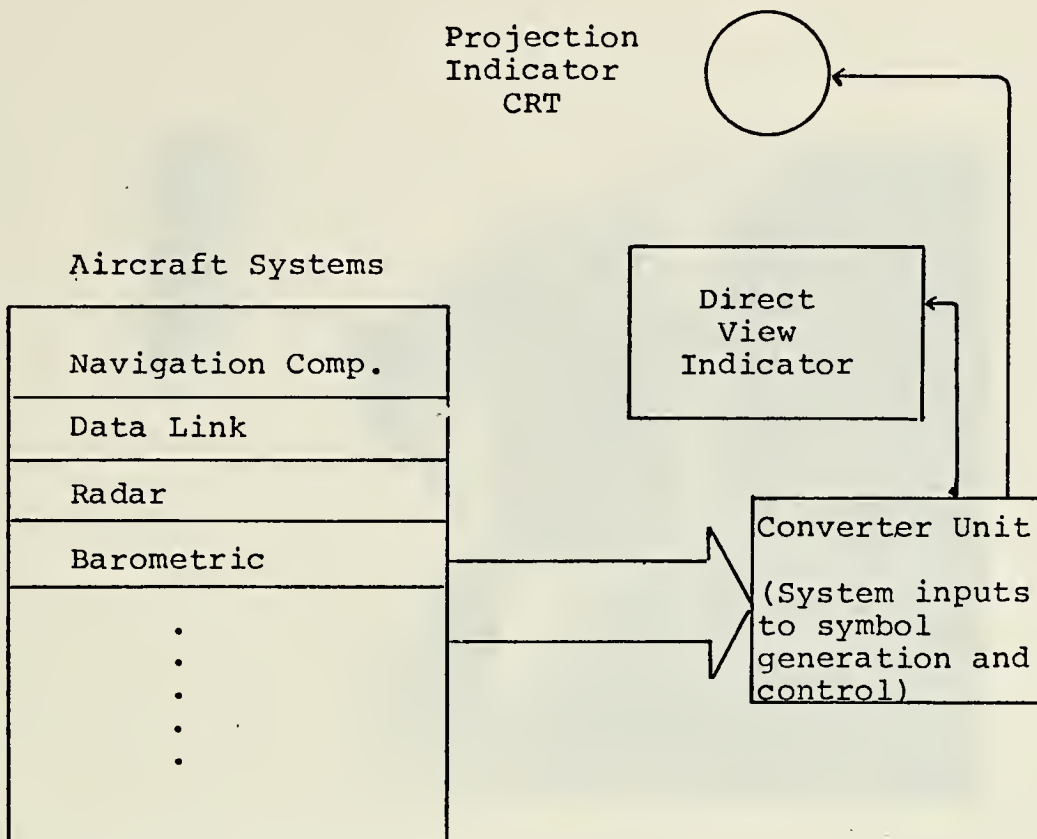 Projection
Indicator
CRT
Aircraft Systems
Navigation Comp.
Data Link
Radar
Barometric
Direct
View
Indicator
Converter Unit
(System inputs
to symbol
generation and
control)